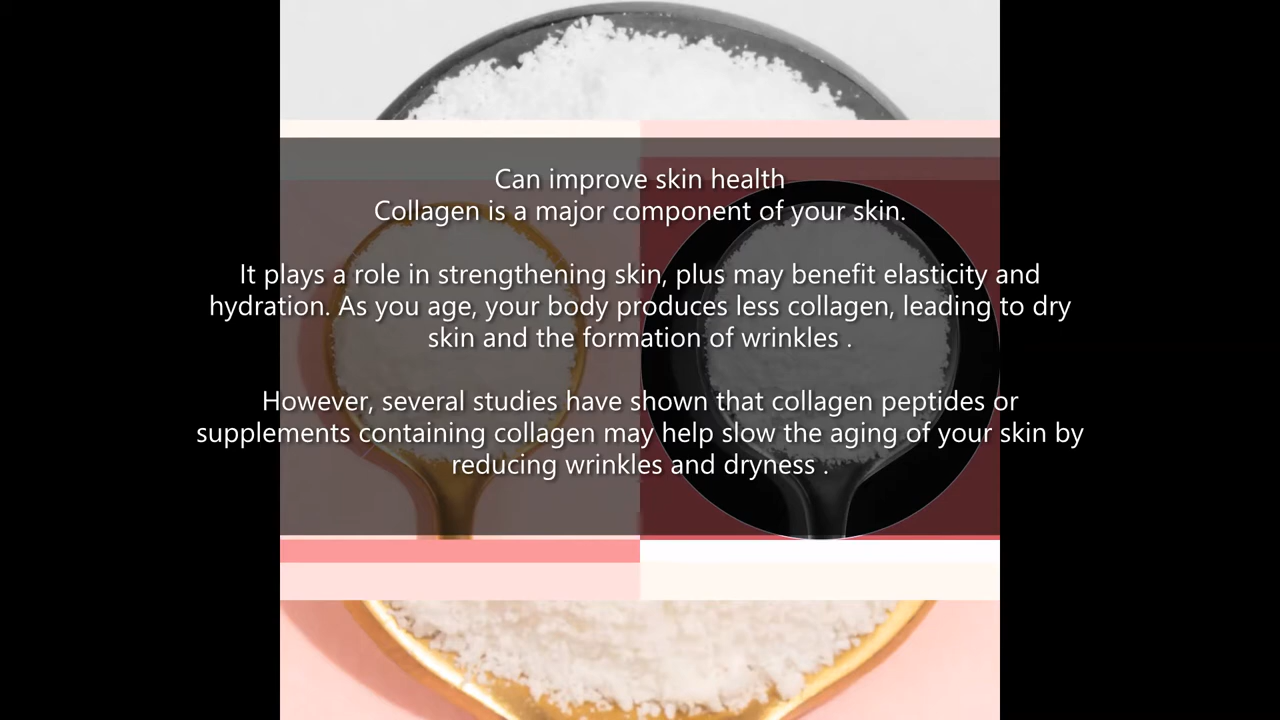 Can improve skin health
Collagen is a major component of your skin.
It plays a role in strengthening skin, plus may benefit elasticity and
hydration. As you age, your body produces less collagen, leading to dry
skin and the formation of wrinkles .
However, several studies have shown that collagen peptides or
supplements containing collagen may help slow the aging of your skin by
reducing wrinkles and dryness .